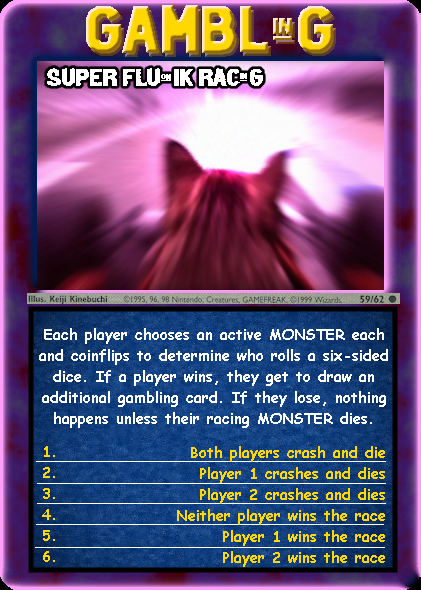 GAMBLinG
SUPER FLUonIK RACinG
Illus. Keiji Kinebuchi ©1995, 96, 98 Nintendo, Creatures, GAMEFREAK. ©1999 Wizards. 59/62 ●
Each player chooses an active MONSTER each
and coinflips to determine who rolls a six-sided
dice. If a player wins, they get to draw an
additional gambling card. If they lose, nothing
happens unless their racing MONSTER dies.
1. Both players crash and die
2. Player 1 crashes and dies
3. Player 2 crashes and dies
4. Neither player wins the race
5. Player 1 wins the race
6. Player 2 wins the race